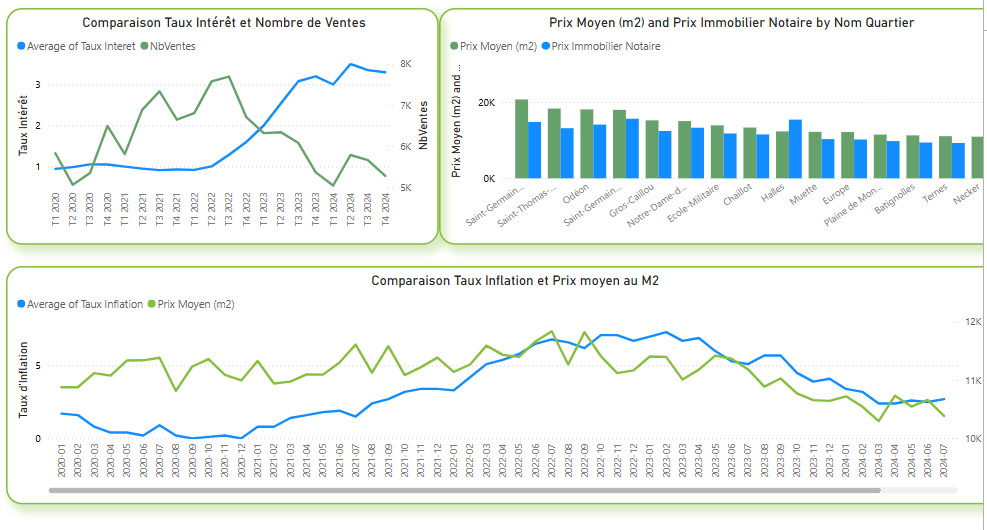 Comparaison Taux Intérêt et Nombre de Ventes
Average of Taux Interet NbVentes
Taux Intérêt
3
2
1
8K
7K
6K
5K
NbVentes
T1 2020
T2 2020
T3 2020
T4 2020
T1 2021
T2 2021
T3 2021
T4 2021
T1 2022
T2 2022
T3 2022
T4 2022
T1 2023
T2 2023
T3 2023
T4 2023
T1 2024
T2 2024
T3 2024
T4 2024
Prix Moyen (m2) and Prix Immobilier Notaire by Nom Quartier
Prix Moyen (m2) Prix Immobilier Notaire
Prix Moyen (m2) and ...
20K
0K
Saint-Germain...
Saint-Thomas-...
Odéon
Saint-Germain...
Gros-Caillou
Notre-Dame-d...
Ecole-Militaire
Chaillot
Halles
Muette
Europe
Plaine de Mon...
Batignolles
Ternes
Necker
Comparaison Taux Inflation et Prix moyen au M2
Average of Taux Inflation Prix Moyen (m2)
Taux d'Inflation
5
0
12K
11K
10K
2020-01
2020-02
2020-03
2020-04
2020-05
2020-06
2020-07
2020-08
2020-09
2020-10
2020-11
2020-12
2021-01
2021-02
2021-03
2021-04
2021-05
2021-06
2021-07
2021-08
2021-09
2021-10
2021-11
2021-12
2022-01
2022-02
2022-03
2022-04
2022-05
2022-06
2022-07
2022-08
2022-09
2022-10
2022-11
2022-12
2023-01
2023-02
2023-03
2023-04
2023-05
2023-06
2023-07
2023-08
2023-09
2023-10
2023-11
2023-12
2024-01
2024-02
2024-03
2024-04
2024-05
2024-06
2024-07